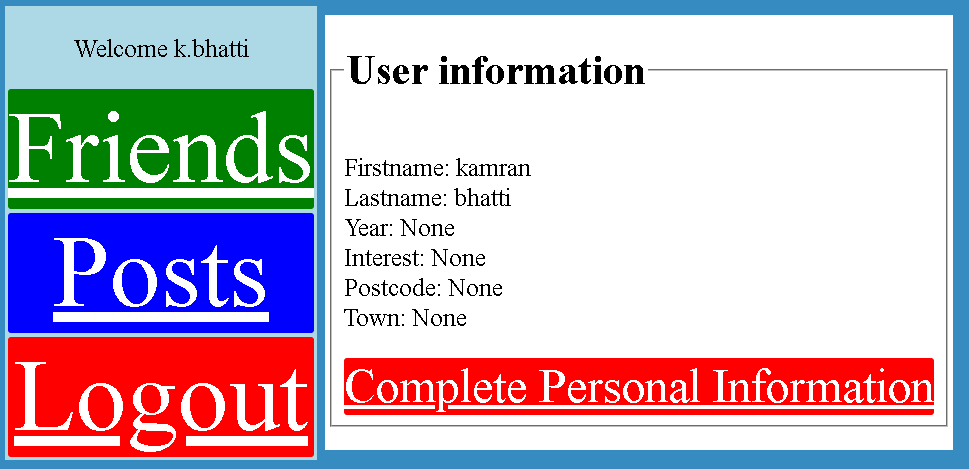 Welcome k.bhatti
Friends
Posts
Logout
User information
Firstname: kamran
Lastname: bhatti
Year: None
Interest: None
Postcode: None
Town: None
Complete Personal Information